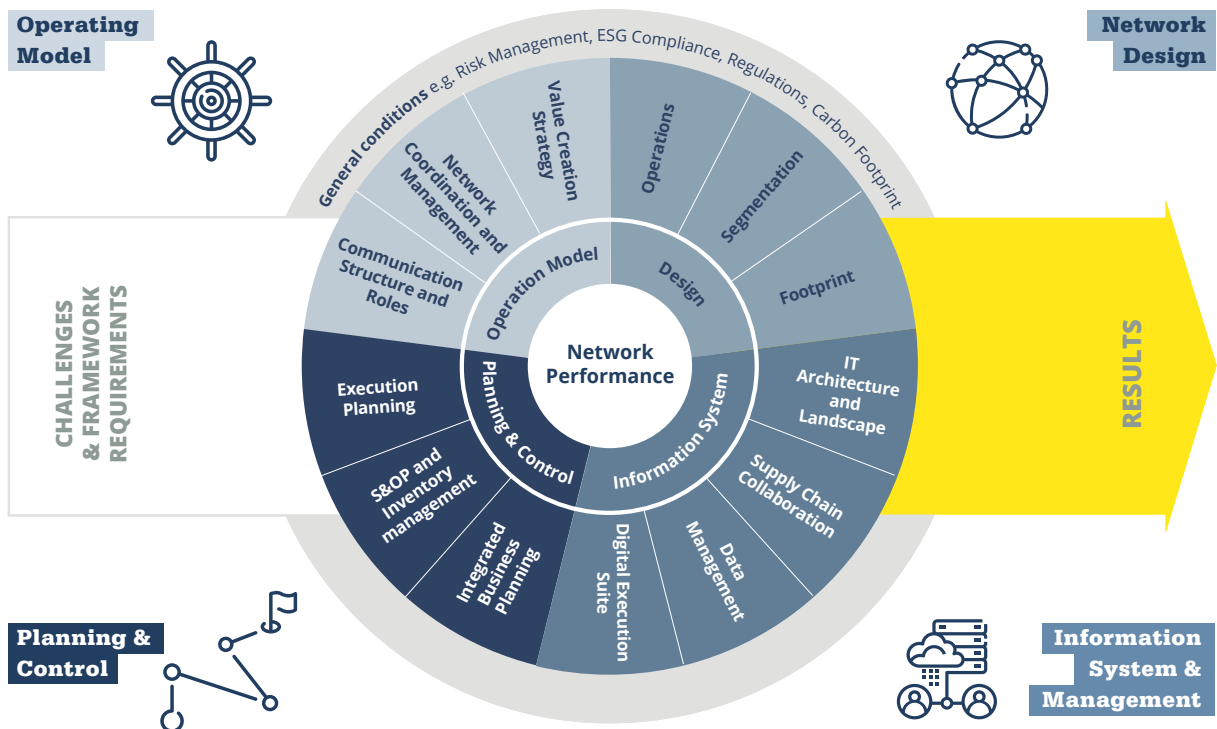 Operating
Model
Network
Design
General conditions e.g. Risk Management, ESG Compliance, Regulations, Carbon Footprint
Value Creation
Strategy
Operations
Network
Coordination and
Management
Segmentation
Communication
Structure and
Roles
Footprint
Operation Model
Design
CHALLENGES
& FRAMEWORK
REQUIREMENTS
Network
Performance
RESULTS
Execution
Planning
Planning & Control
Information System
IT
Architecture
and
Landscape
S&OP and
Inventory
management
Supply Chain
Collaboration
Integrated
Business
Planning
Digital Execution
Suite
Data
Management
Planning &
Control
Information
System &
Management